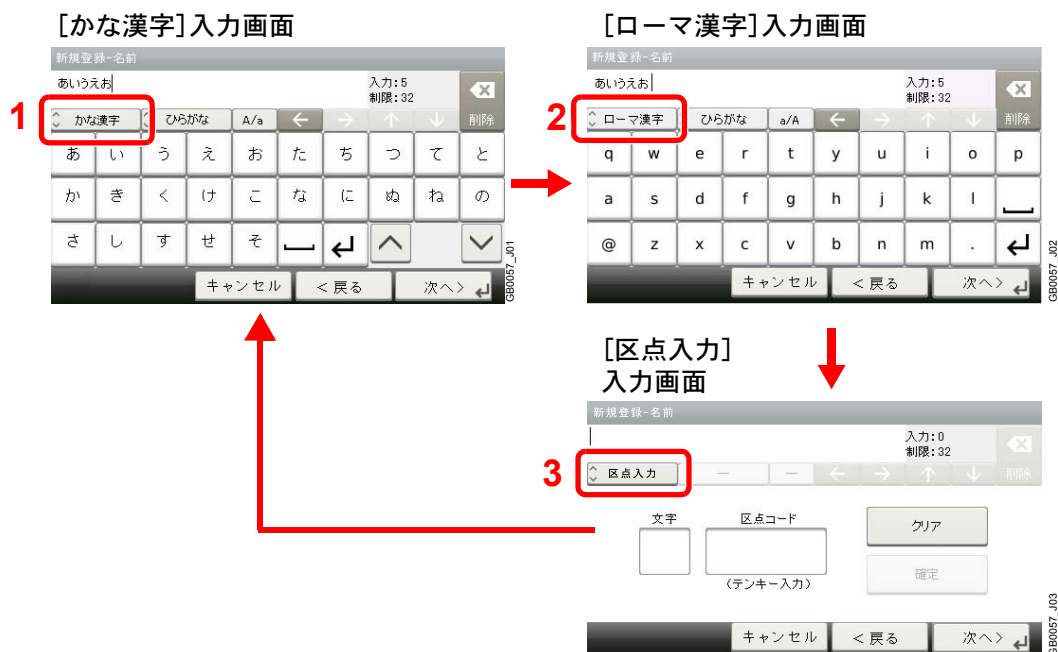 [かな漢字]入力画面
新規登録-名前
あいうえお
入力:5
制限:32
1
かな漢字 ひらがな A/a ← → ↑ ↓ 削除
あ い う え お た ち つ て と
か き く け こ な に ぬ ね の
さ し す せ そ
キャンセル <戻る 次へ>
GB0057_J01
[ローマ漢字]入力画面
新規登録-名前
あいうえお
入力:5
制限:32
2
ローマ漢字 ひらがな a/A ← → ↑ ↓ 削除
q w e r t y u i o p
a s d f g h j k l
@ z x c v b n m .
キャンセル <戻る 次へ>
GB0057_J02
[区点入力]
入力画面
新規登録-名前
入力:0
制限:32
3
区点入力 ― ― ← → ↑ ↓ 削除
文字 区点コード クリア
(テンキー入力) 確定
キャンセル <戻る 次へ>
GB0057_J03